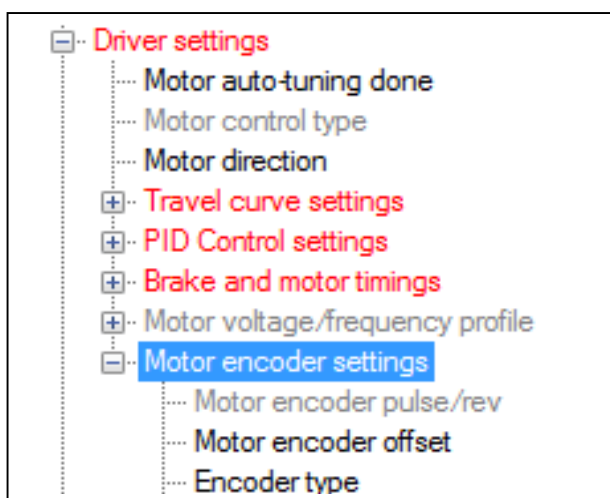 Driver settings
Motor auto-tuning done
Motor control type
Motor direction
Travel curve settings
PID Control settings
Brake and motor timings
Motor voltage/frequency profile
Motor encoder settings
Motor encoder pulse/rev
Motor encoder offset
Encoder type